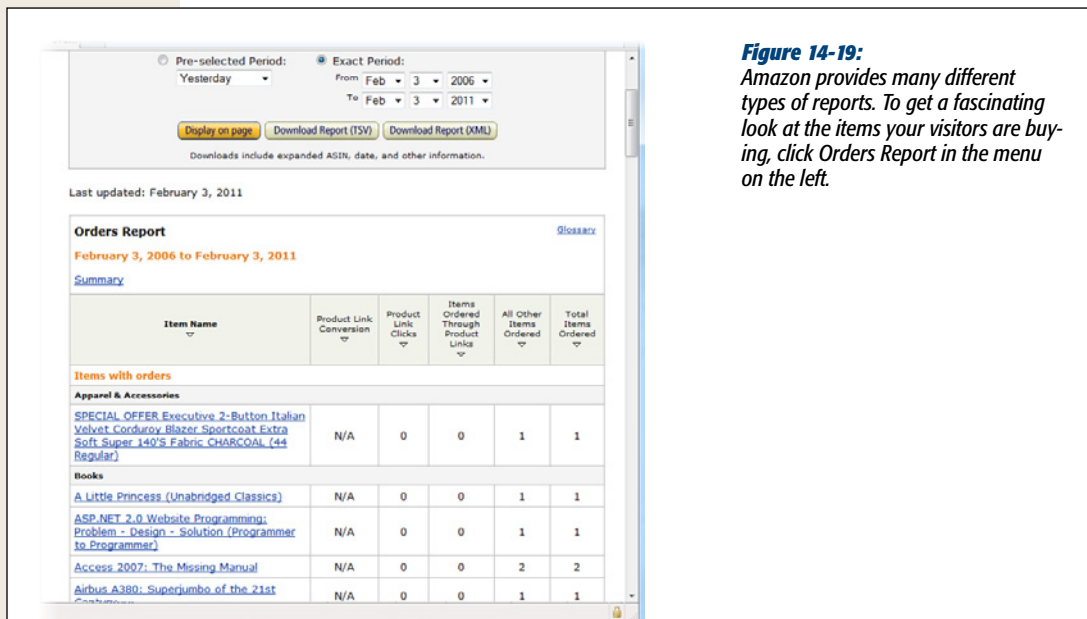 Pre-selected Period:
Exact Period:
Yesterday
From Feb 3 2006
To Feb 3 2011
Display on page Download Report (TSV) Download Report (XML)
Downloads include expanded ASIN, date, and other information.
Last updated: February 3, 2011
Orders Report
Glossary
February 3, 2006 to February 3, 2011
Summary
Item Name
Product Link
Conversion
Product
Link
Clicks
Items
Ordered
Through
Product
Links
All Other
Items
Ordered
Total
Items
Ordered
Items with orders
Apparel & Accessories
SPECIAL OFFER Executive 2-Button Italian
Velvet Corduroy Blazer Sportcoat Extra
Soft Super 140'S Fabric CHARCOAL (44
Regular)
N/A 0 0 1 1
Books
A Little Princess (Unabridged Classics) N/A 0 0 1 1
ASP.NET 2.0 Website Programming:
Problem - Design - Solution (Programmer
to Programmer)
N/A 0 0 1 1
Access 2007: The Missing Manual N/A 0 0 2 2
Airbus A380: Superjumbo of the 21st
N/A 0 0 1 1
Figure 14-19:
Amazon provides many different
types of reports. To get a fascinating
look at the items your visitors are buy-
ing, click Orders Report in the menu
on the left.